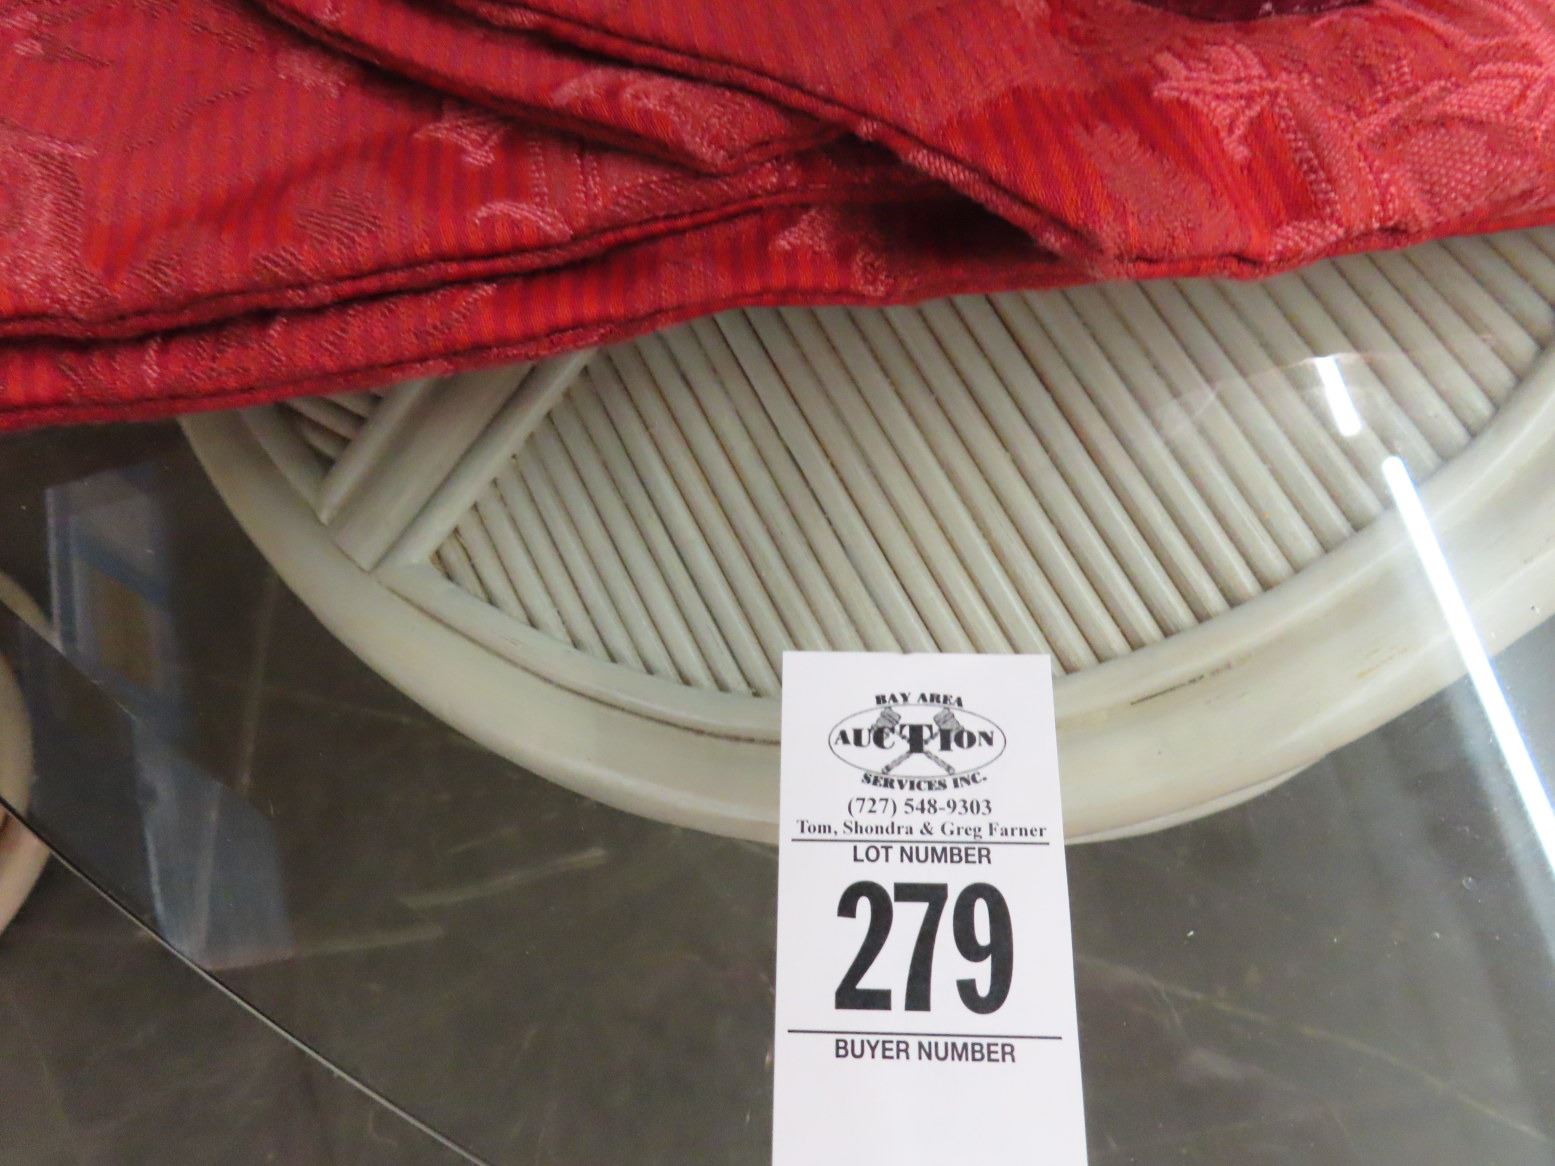 BAY AREA
AUCTION
SERVICES INC.
(727) 548-9303
Tom, Shondra & Greg Farner
LOT NUMBER
279
BUYER NUMBER